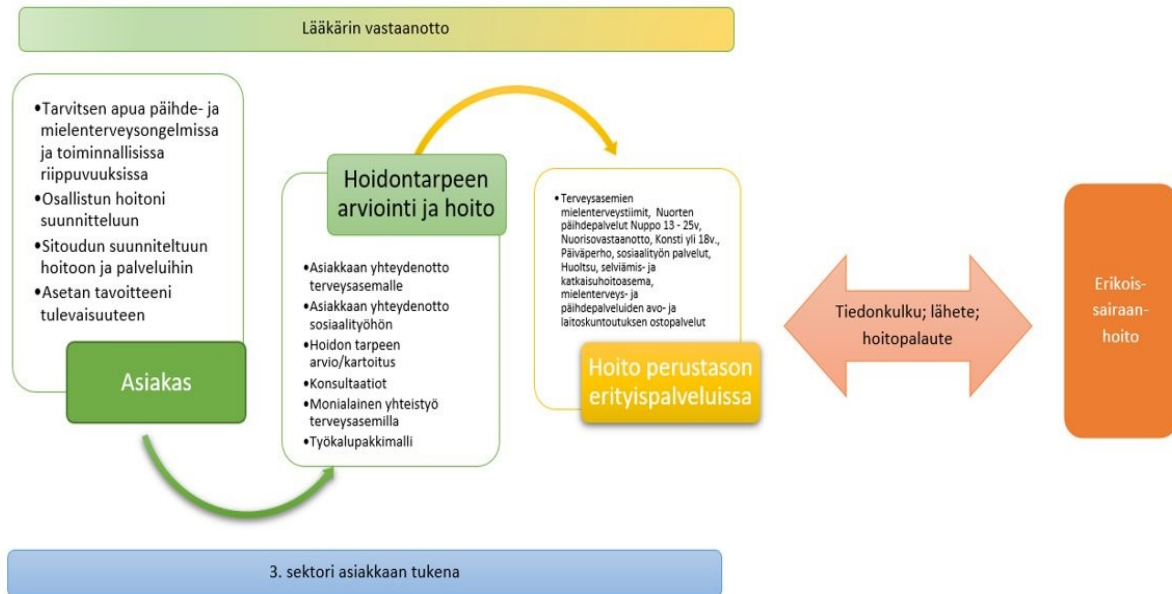 Lääkärin vastaanotto
•Tarvitsen apua päihde- ja
mielenterveysongelmissa
ja toiminnallisissa
riippuvuuksissa
•Osallistun hoitoni
suunnitteluun
•Sitoudun suunniteltuun
hoitoon ja palveluihin
•Asetan tavoitteeni
tulevaisuuteen
Asiakas
Hoidontarpeen
arviointi ja hoito
•Asiakkaan yhteydenotto
terveysasemalle
•Asiakkaan yhteydenotto
sosiaalityöhön
•Hoidon tarpeen
arvio/kartoitus
•Konsultaatiot
•Monialainen yhteistyö
terveysasemilla
•Työkalupakkimalli
•Terveysasemien
mielenterveystiimit, Nuorten
päihdepalvelut Nuppo 13 - 25v,
Nuorisovastaanotto, Konsti yli 18v.,
Päiväperho, sosiaalityön palvelut,
Huoltsu, selviämis- ja
katkaisuhoitoasema,
mielenterveys- ja
päihdepalveluiden avo- ja
laitoskuntoutuksen ostopalvelut
Hoito perustason
erityispalveluissa
Tiedonkulku; lähete;
hoitopalaute
Erikois-
sairaan-
hoito
3. sektori asiakkaan tukena